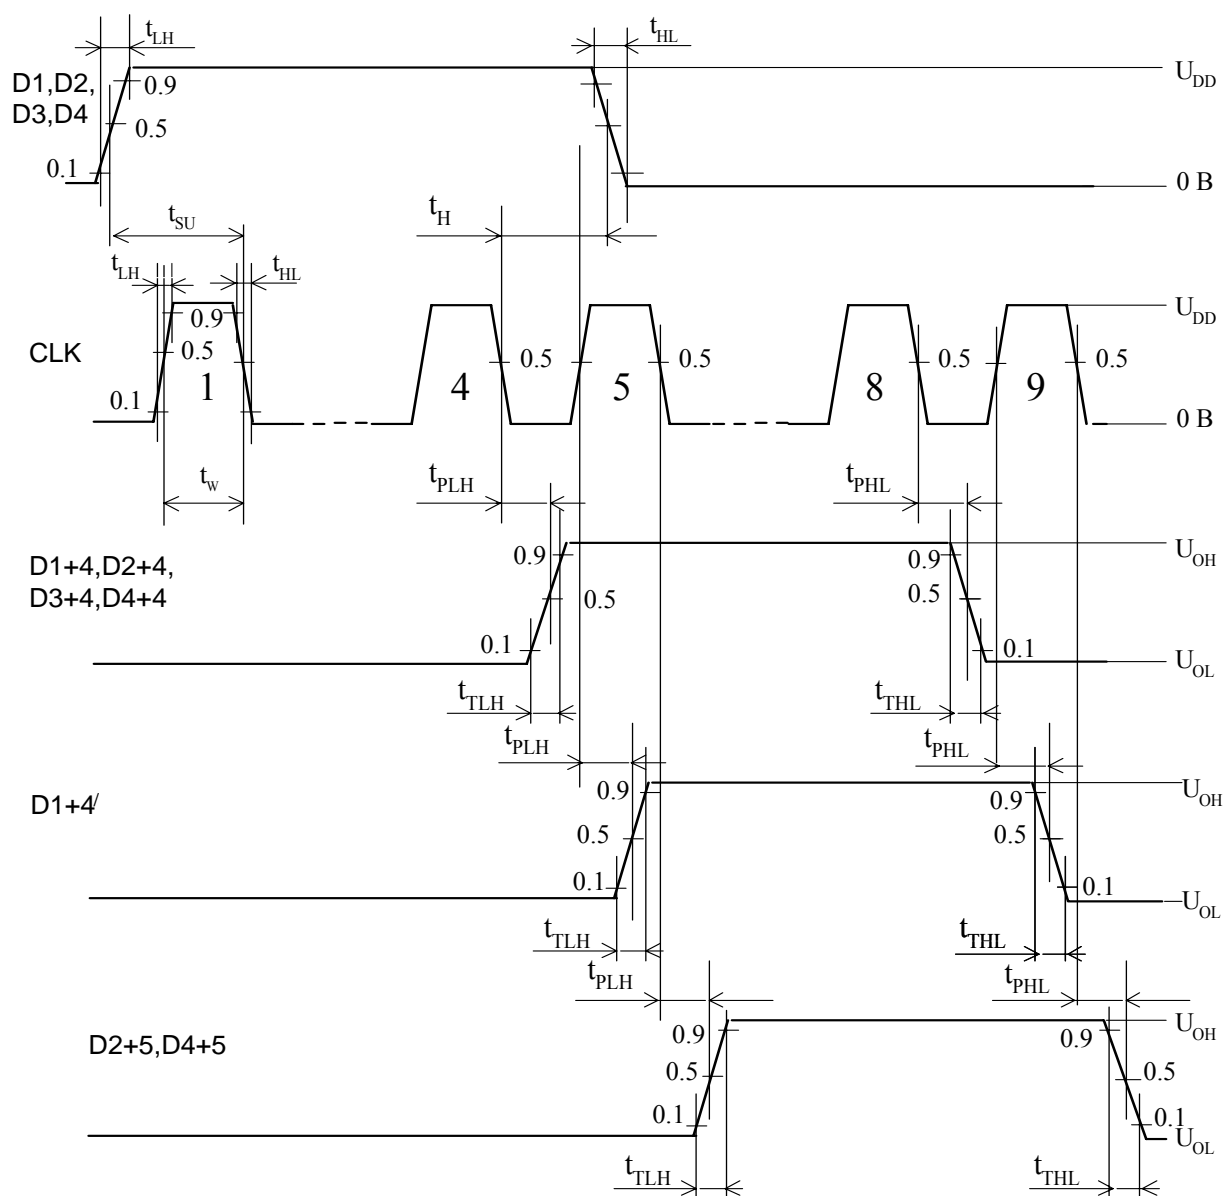 t_LH t_HL
D1,D2, 0.9 U_DD
D3,D4 0.5
0.1 0 B
t_SU t_H
t_LH t_HL
0.9 U_DD
CLK 0.5 0.5 0.5 0.5 0.5
1 4 5 8 9
0.1 0 B
t_W t_PLH t_PHL
D1+4,D2+4, 0.9 0.9 U_OH
D3+4,D4+4 0.5 0.5
0.1 0.1 U_OL
t_TLH t_THL
t_PLH t_PHL
D1+4/ 0.9 0.9 U_OH
0.5 0.5
0.1 0.1 U_OL
t_TLH t_THL
t_PLH t_PHL
D2+5,D4+5 0.9 0.9 U_OH
0.5 0.5
0.1 0.1 U_OL
t_TLH t_THL